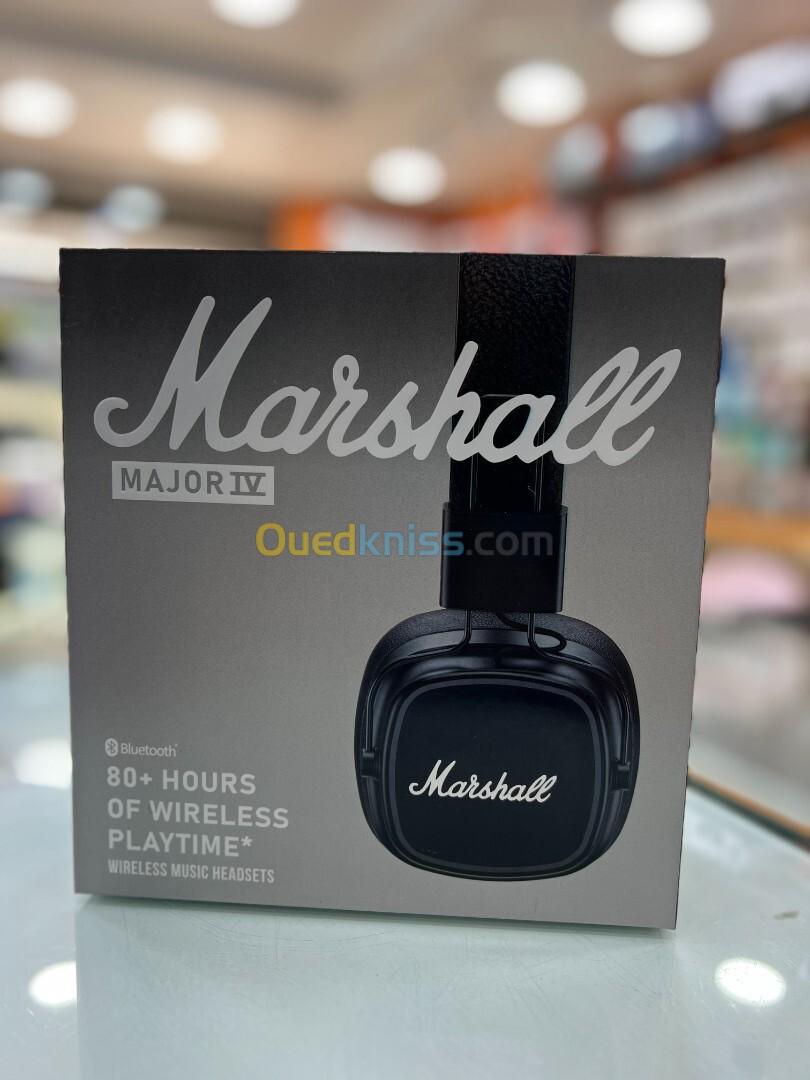 Marshall
MAJOR IV
Ouedkniss.com
Marshall
Bluetooth®
80+ HOURS
OF WIRELESS
PLAYTIME*
WIRELESS MUSIC HEADSETS